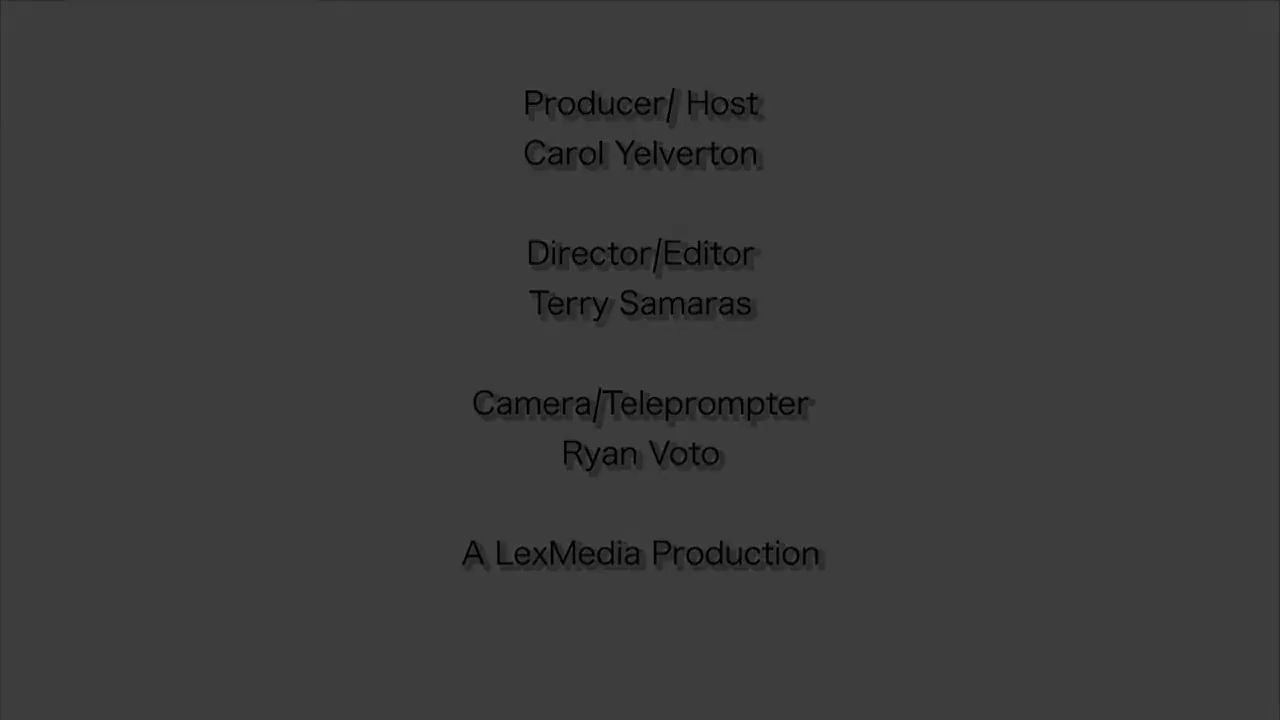 Producer/ Host
Carol Yelverton
Director/Editor
Terry Samaras
Camera/Teleprompter
Ryan Voto
A LexMedia Production